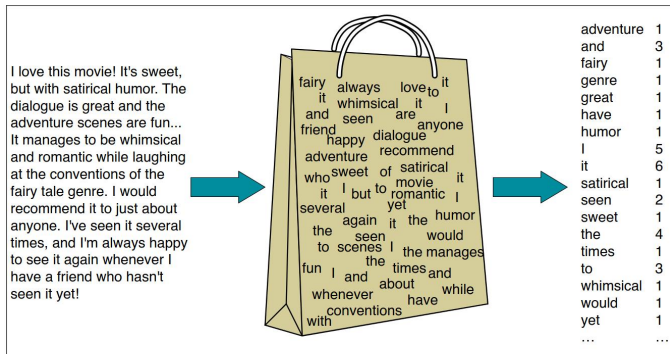 I love this movie! It's sweet,
but with satirical humor. The
dialogue is great and the
adventure scenes are fun...
It manages to be whimsical
and romantic while laughing
at the conventions of the
fairy tale genre. I would
recommend it to just about
anyone. I've seen it several
times, and I'm always happy
to see it again whenever I
have a friend who hasn't
seen it yet!
fairy always love to it
it whimsical it I
and seen are
friend anyone
happy dialogue
adventure recommend
who sweet of satirical
it I but to romantic I
movie it
several yet
again it the humor
the seen would
to scenes I the manages
fun I and the times and
about while
whenever have
conventions
with
adventure 1
and 3
fairy 1
genre 1
great 1
have 1
humor 1
I 5
it 6
satirical 1
seen 2
sweet 1
the 4
times 1
to 3
whimsical 1
would 1
yet 1
... ...